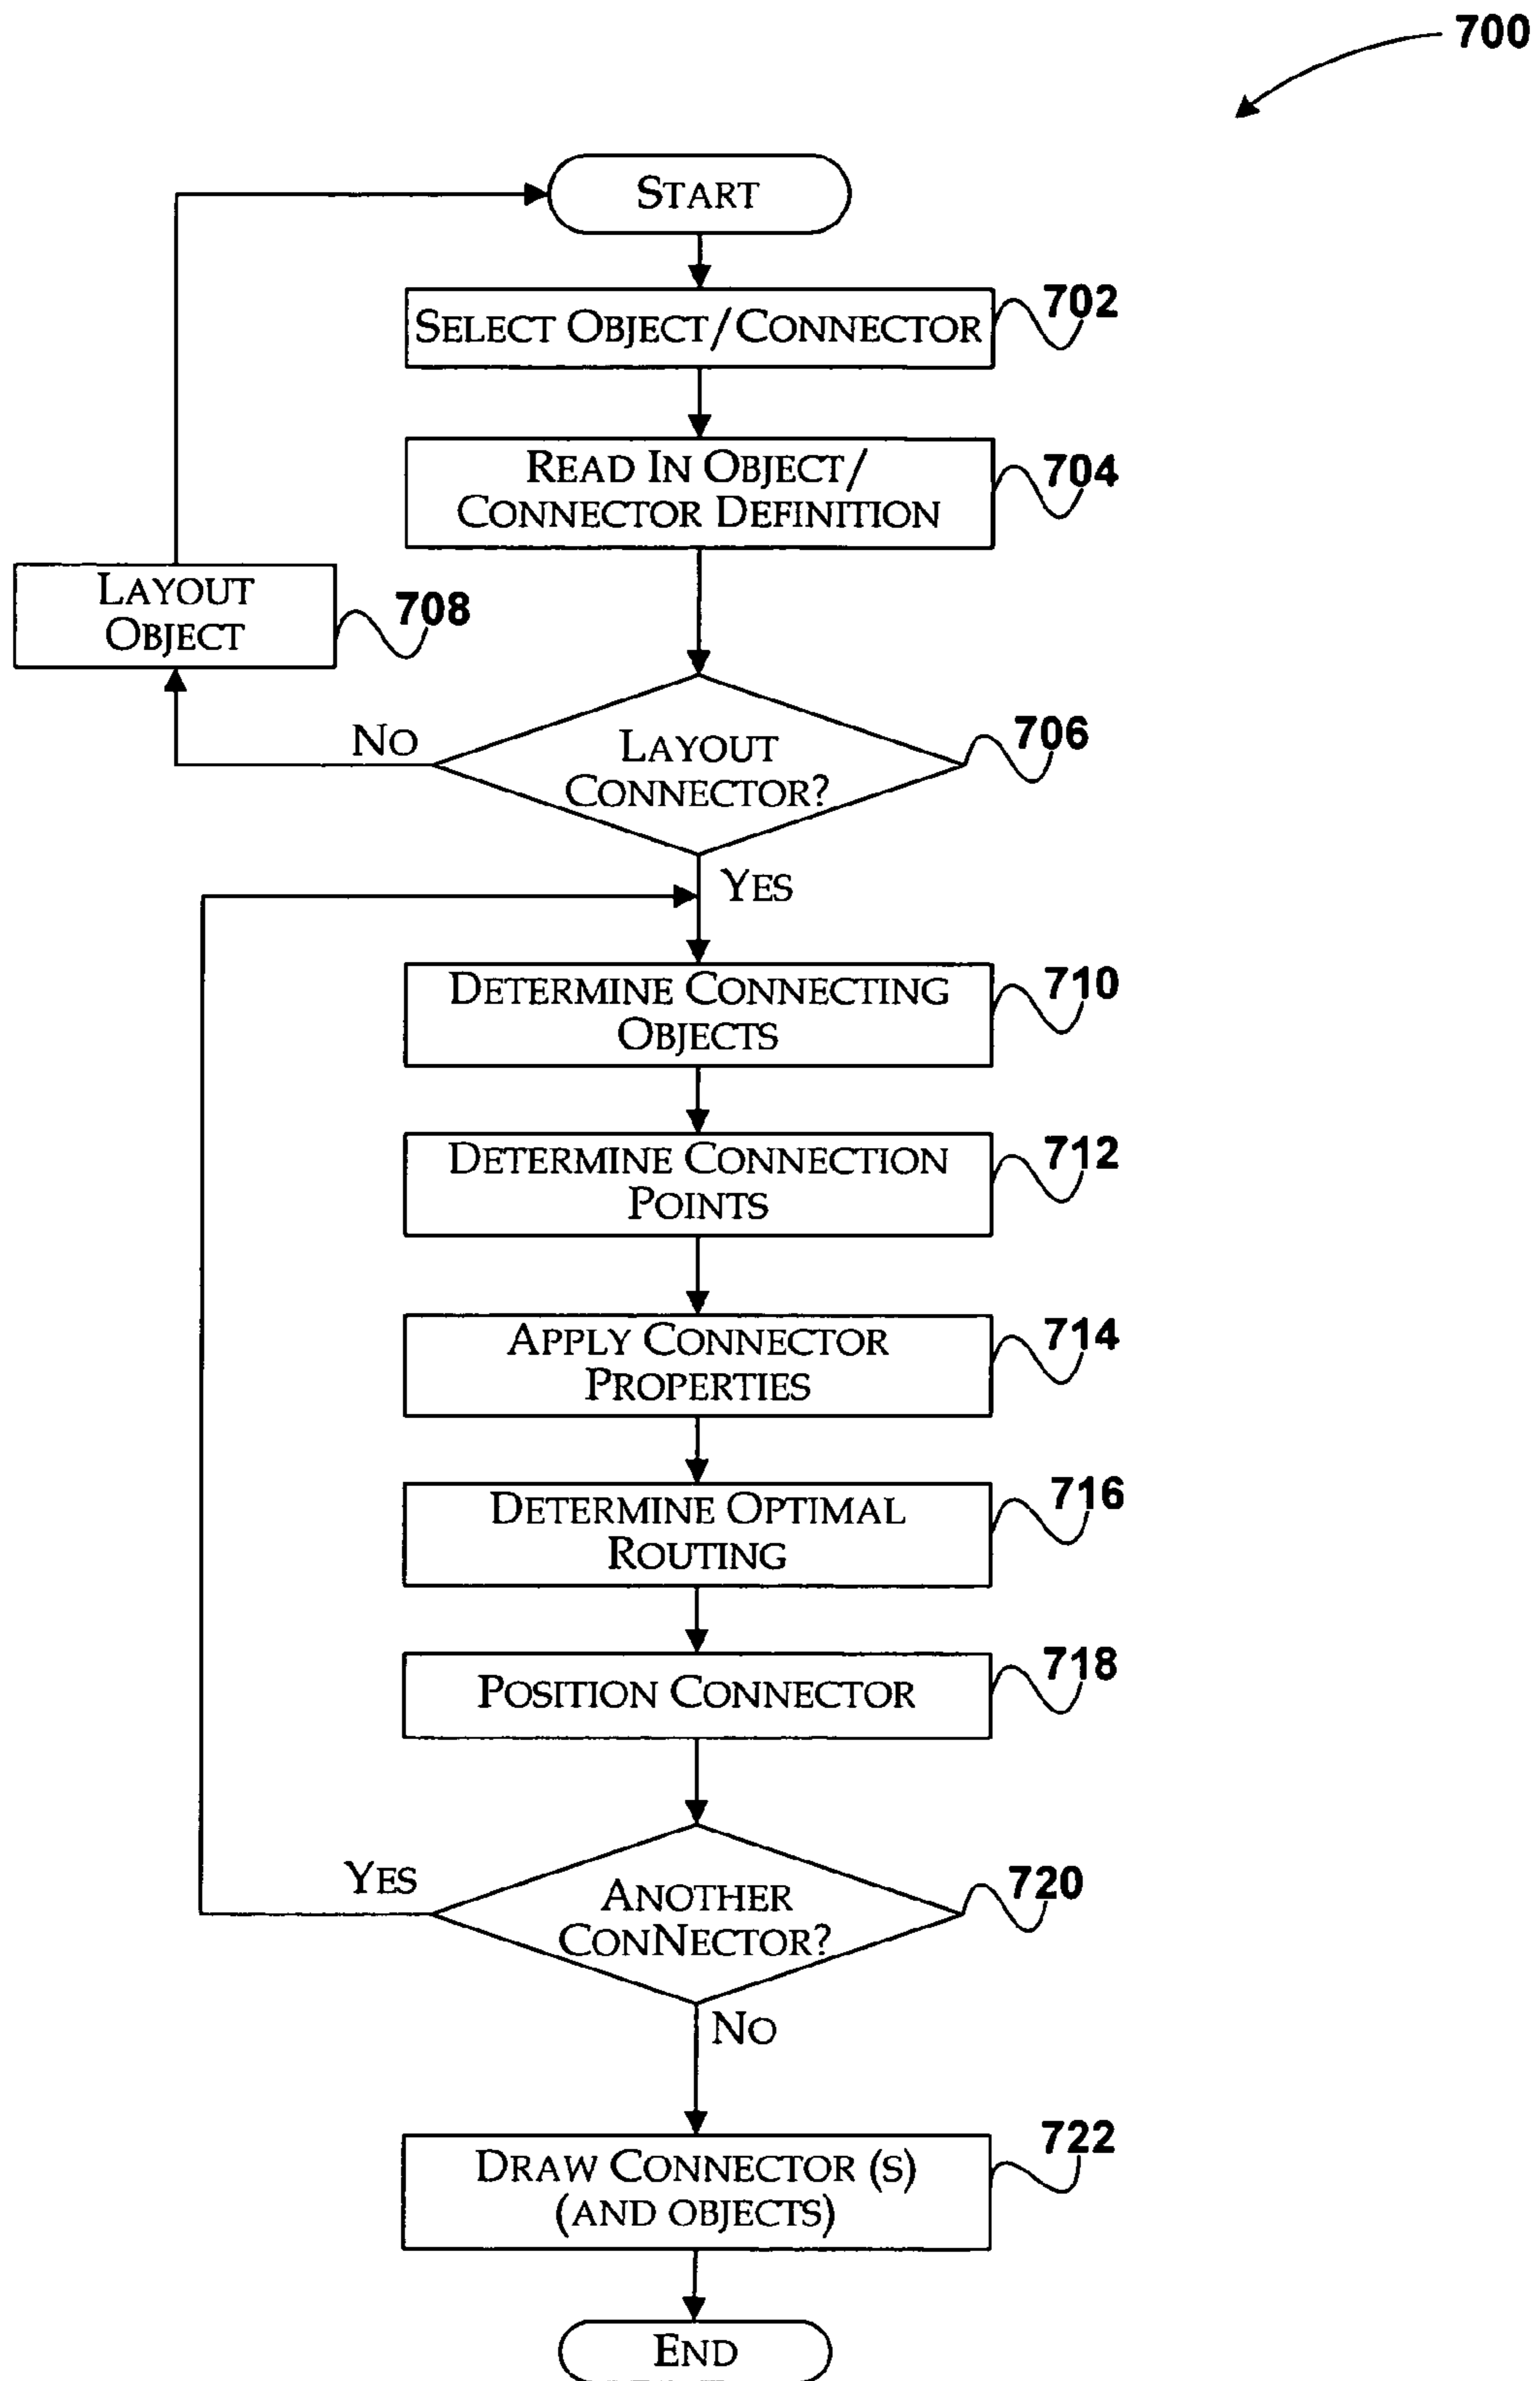 700
START
SELECT OBJECT/CONNECTOR
702
READ IN OBJECT/
CONNECTOR DEFINITION
704
LAYOUT
OBJECT
708
NO
LAYOUT
CONNECTOR?
706
YES
DETERMINE CONNECTING
OBJECTS
710
DETERMINE CONNECTION
POINTS
712
APPLY CONNECTOR
PROPERTIES
714
DETERMINE OPTIMAL
ROUTING
716
POSITION CONNECTOR
718
YES
ANOTHER
CONNECTOR?
720
NO
DRAW CONNECTOR (S)
(AND OBJECTS)
722
END